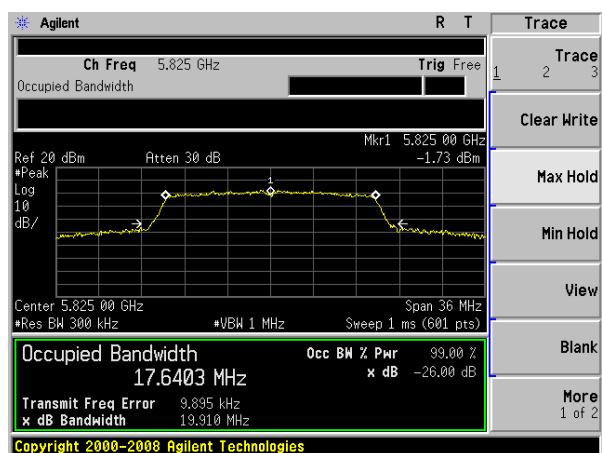 Agilent R T Trace
Ch Freq 5.825 GHz Trig Free
Occupied Bandwidth
Trace
1 2 3
Clear Write
Max Hold
Min Hold
View
Blank
More
1 of 2
Mkr1 5.825 00 GHz
Ref 20 dBm Atten 30 dB -1.73 dBm
#Peak
Log
10
dB/
1
Center 5.825 00 GHz Span 36 MHz
#Res BW 300 kHz #VBW 1 MHz Sweep 1 ms (601 pts)
Occupied Bandwidth Occ BW % Pwr 99.00 %
17.6403 MHz x dB -26.00 dB
Transmit Freq Error 9.895 kHz
x dB Bandwidth 19.910 MHz
Copyright 2000-2008 Agilent Technologies